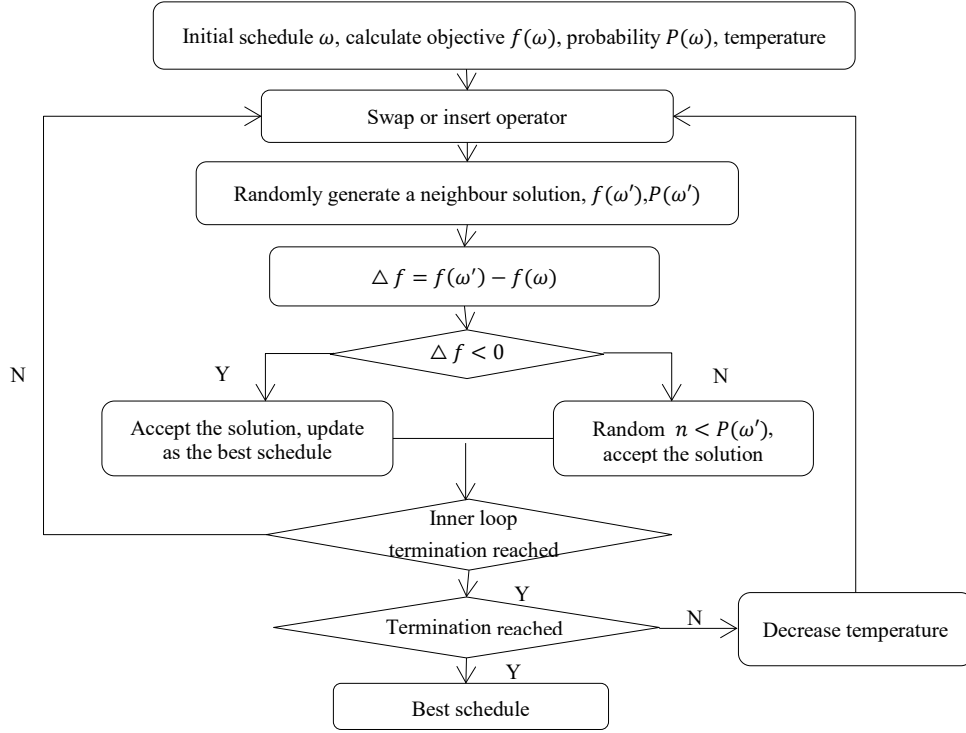 Initial schedule ω, calculate objective f(ω), probability P(ω), temperature
Swap or insert operator
Randomly generate a neighbour solution, f(ω′),P(ω′)
△ f = f(ω′) − f(ω)
△ f < 0
N
Y
N
Accept the solution, update
as the best schedule
Random n < P(ω′),
accept the solution
Inner loop
termination reached
Y
Termination reached
N
Decrease temperature
Y
Best schedule